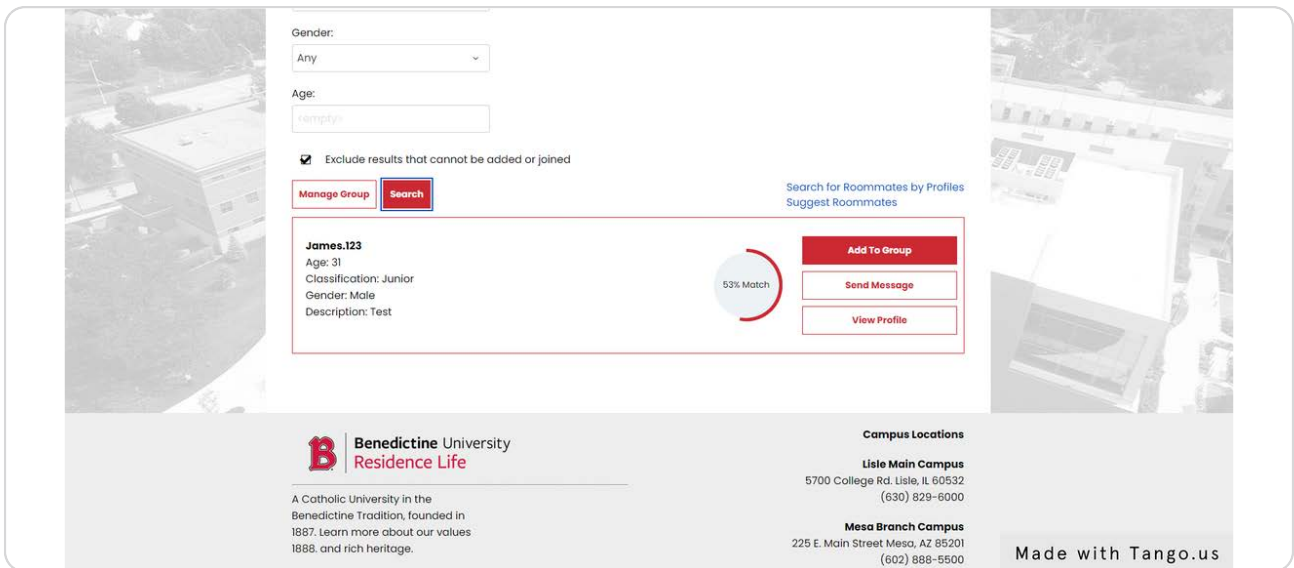 Gender:
Any
Age:
<empty>
Exclude results that cannot be added or joined
Manage Group
Search
Search for Roommates by Profiles
Suggest Roommates
James.123
Age: 31
Classification: Junior
Gender: Male
Description: Test
53% Match
Add To Group
Send Message
View Profile
B
Benedictine University
Residence Life
A Catholic University in the
Benedictine Tradition, founded in
1887. Learn more about our values
1888. and rich heritage.
Campus Locations
Lisle Main Campus
5700 College Rd. Lisle, IL 60532
(630) 829-6000
Mesa Branch Campus
225 E. Main Street Mesa, AZ 85201
(602) 888-5500
Made with Tango.us